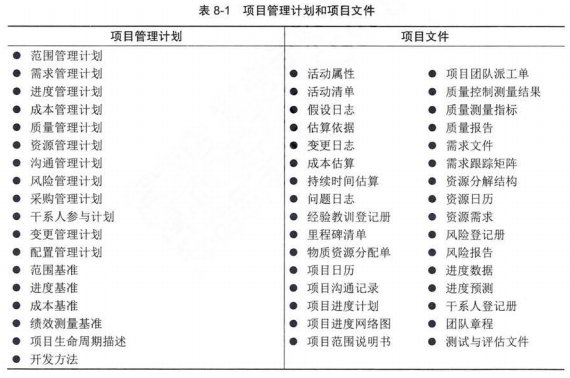 表 8-1 项目管理计划和项目文件
项目管理计划
项目文件
● 范围管理计划
● 需求管理计划
● 进度管理计划
● 成本管理计划
● 质量管理计划
● 资源管理计划
● 沟通管理计划
● 风险管理计划
● 采购管理计划
● 干系人参与计划
● 变更管理计划
● 配置管理计划
● 范围基准
● 进度基准
● 成本基准
● 绩效测量基准
● 项目生命周期描述
● 开发方法
● 活动属性
● 活动清单
● 假设日志
● 估算依据
● 变更日志
● 成本估算
● 持续时间估算
● 问题日志
● 经验教训登记册
● 里程碑清单
● 物质资源分配单
● 项目日历
● 项目沟通记录
● 项目进度计划
● 项目进度网络图
● 项目范围说明书
● 项目团队派工单
● 质量控制测量结果
● 质量测量指标
● 质量报告
● 需求文件
● 需求跟踪矩阵
● 资源分解结构
● 资源日历
● 资源需求
● 风险登记册
● 风险报告
● 进度数据
● 进度预测
● 干系人登记册
● 团队章程
● 测试与评估文件